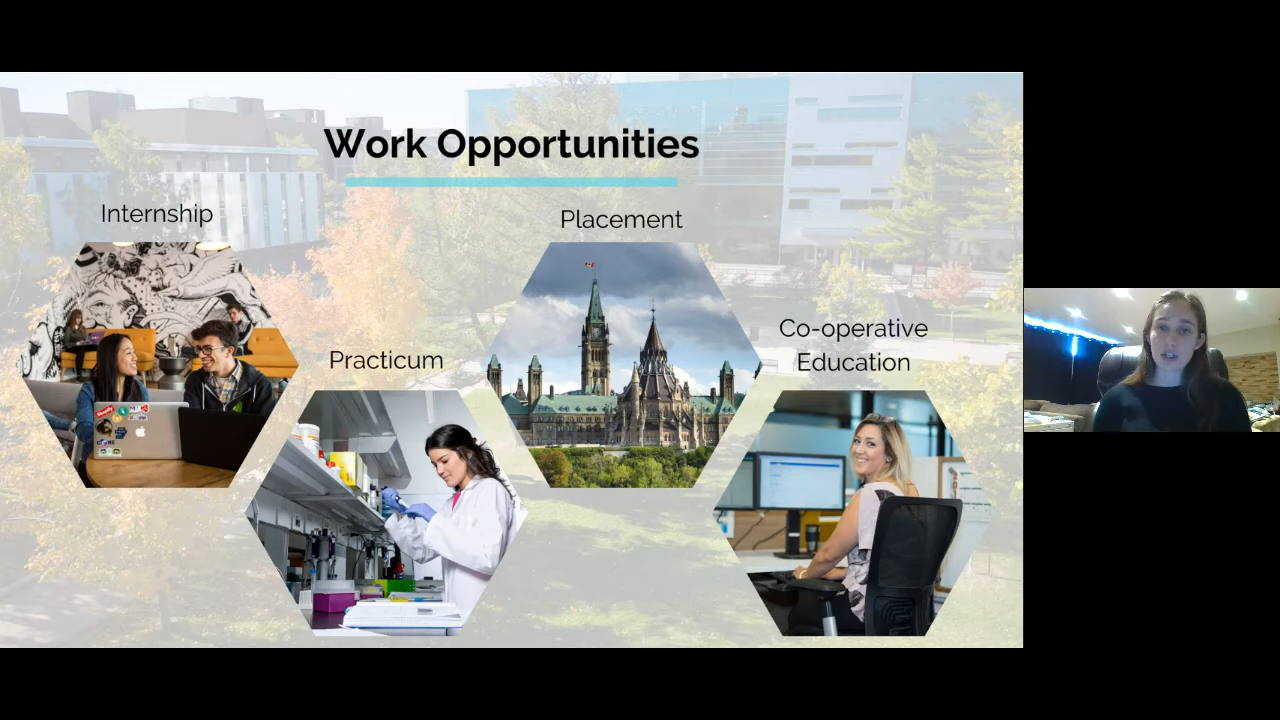 Work Opportunities
Internship
Placement
Practicum
Co-operative
Education